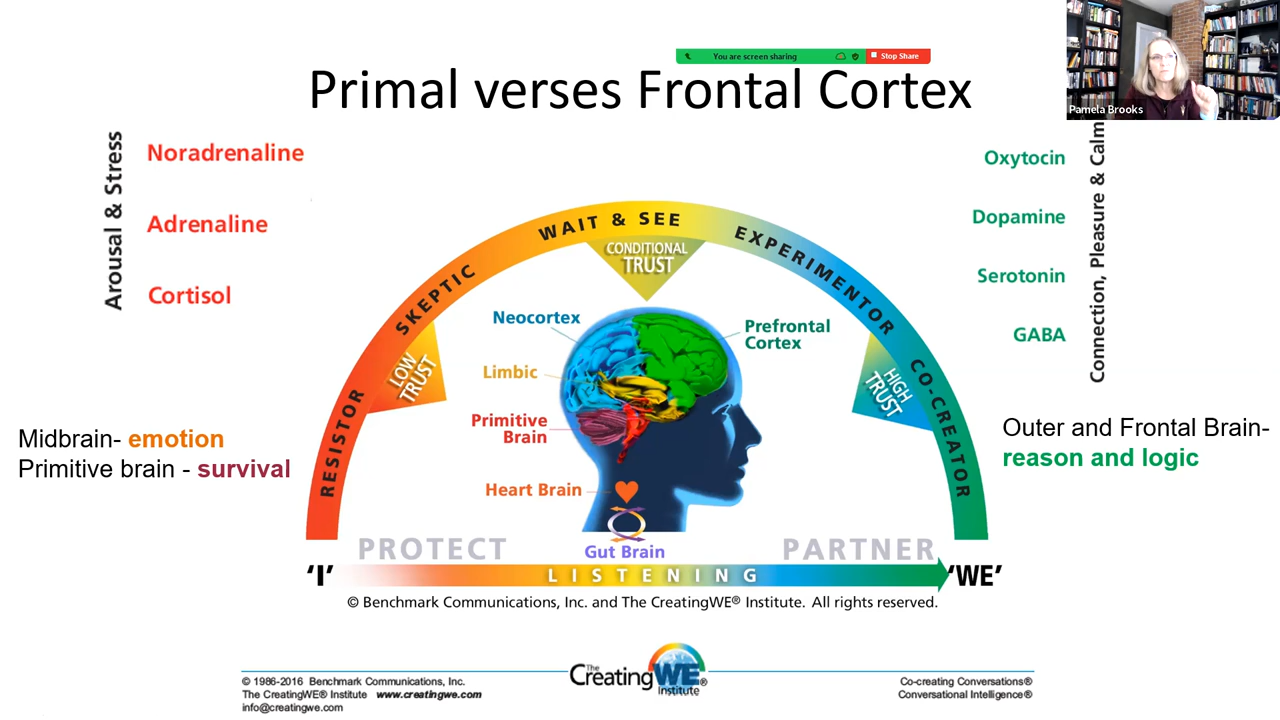 You are screen sharing
Stop Share
Pamela Brooks
Primal verses Frontal Cortex
Arousal & Stress
Noradrenaline
Adrenaline
Cortisol
Oxytocin
Dopamine
Serotonin
GABA
Connection, Pleasure & Calm
RESISTOR
SKEPTIC
WAIT & SEE
EXPERIMENTOR
CO-CREATOR
LOW
TRUST
CONDITIONAL
TRUST
HIGH
TRUST
Neocortex
Prefrontal
Cortex
Limbic
Primitive
Brain
Heart Brain
Gut Brain
Midbrain- emotion
Primitive brain - survival
Outer and Frontal Brain-
reason and logic
PROTECT
PARTNER
'I'
LISTENING
'WE'
© Benchmark Communications, Inc. and The CreatingWE® Institute. All rights reserved.
© 1986-2016 Benchmark Communications, Inc.
The CreatingWE® Institute www.creatingwe.com
info@creatingwe.com
The
CreatingWE®
Institute
Co-creating Conversations®
Conversational Intelligence®